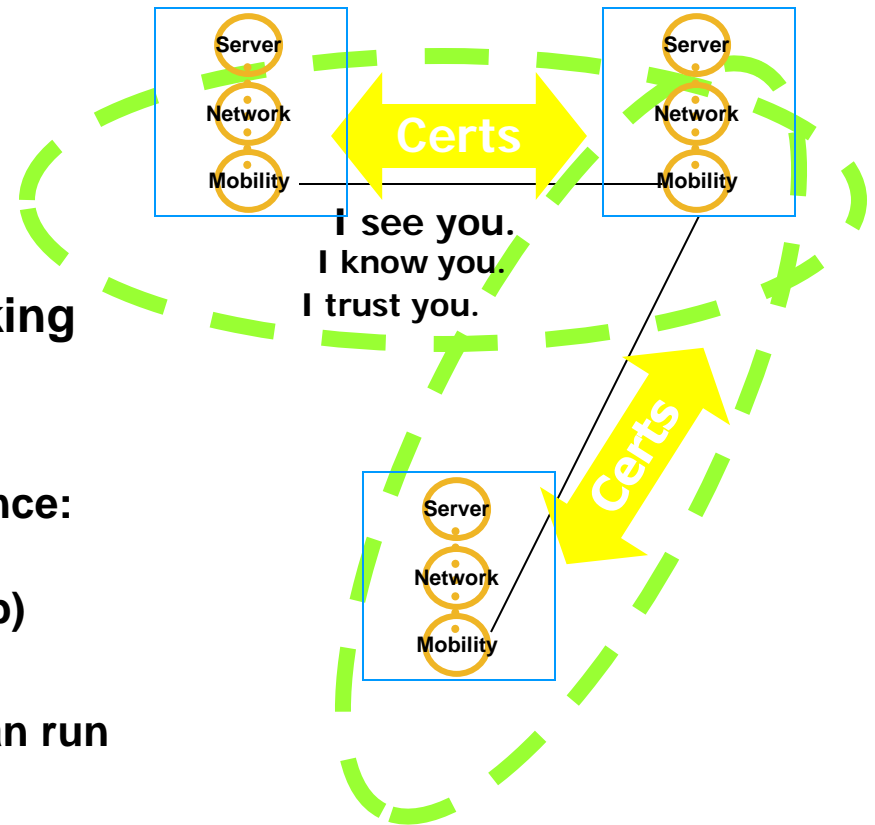 Server
Network
Mobility
Certs
Server
Network
Mobility
I see you.
I know you.
I trust you.
king
nce:
Certs
Server
Network
Mobility
)
an run